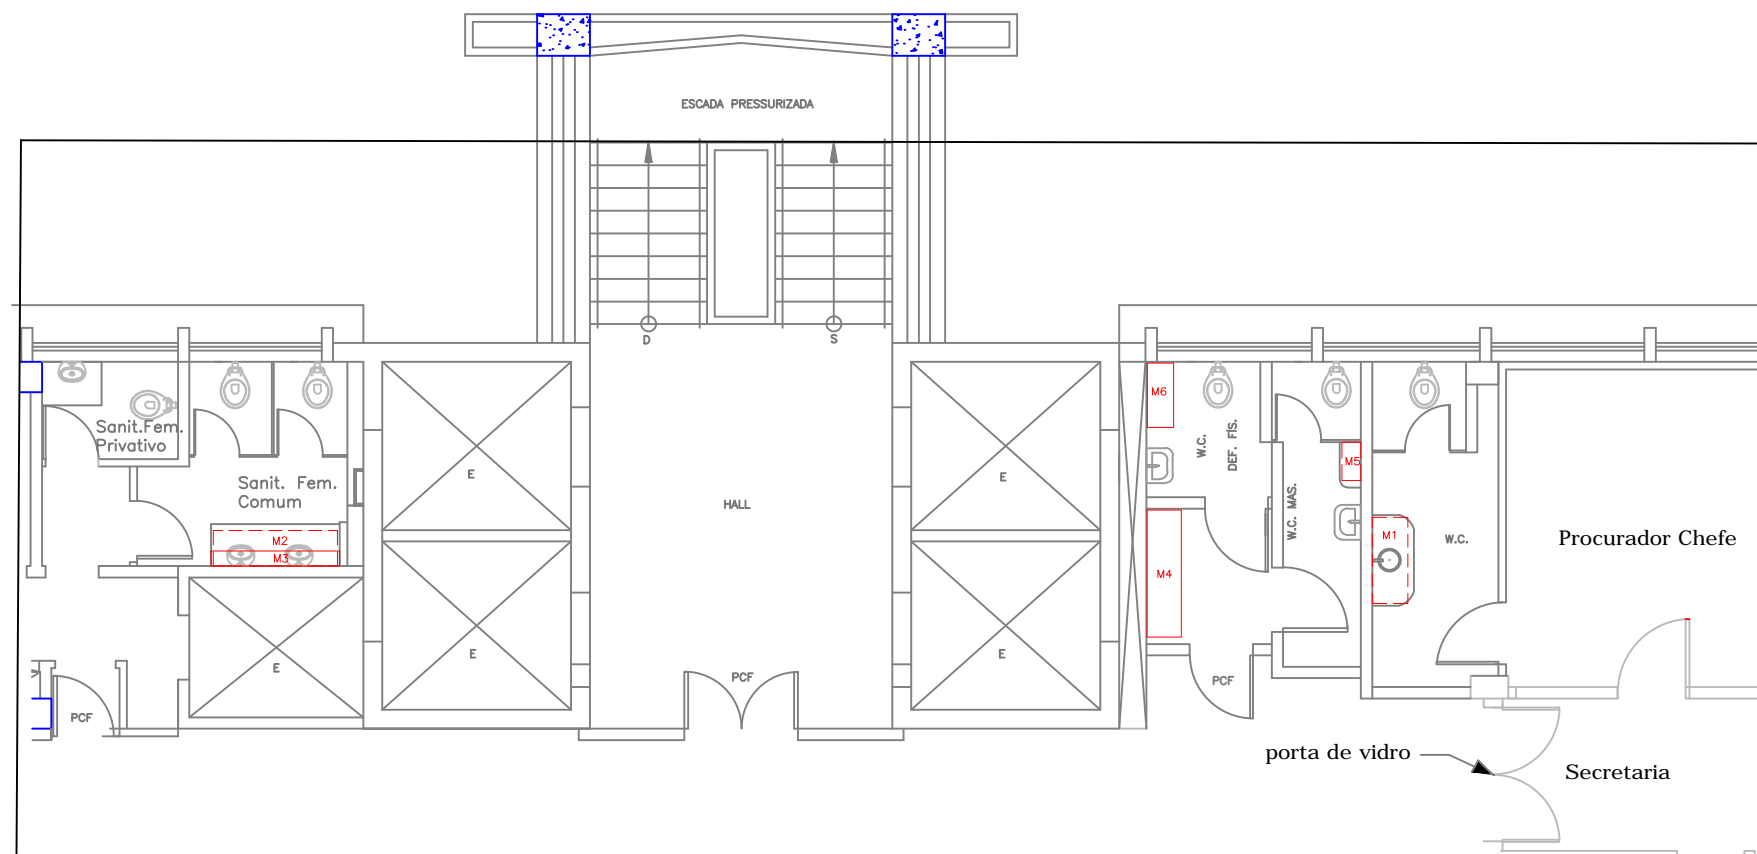 ESCADA PRESSURIZADA
D
S
M6
W.C.
DEF. FÍS.
Sanit.Fem.
Privativo
Sanit. Fem.
Comum
E
E
M5
HALL
W.C. MAS.
M2
M3
M1
W.C.
Procurador Chefe
M4
E
E
E
PCF
PCF
PCF
porta de vidro
Secretaria